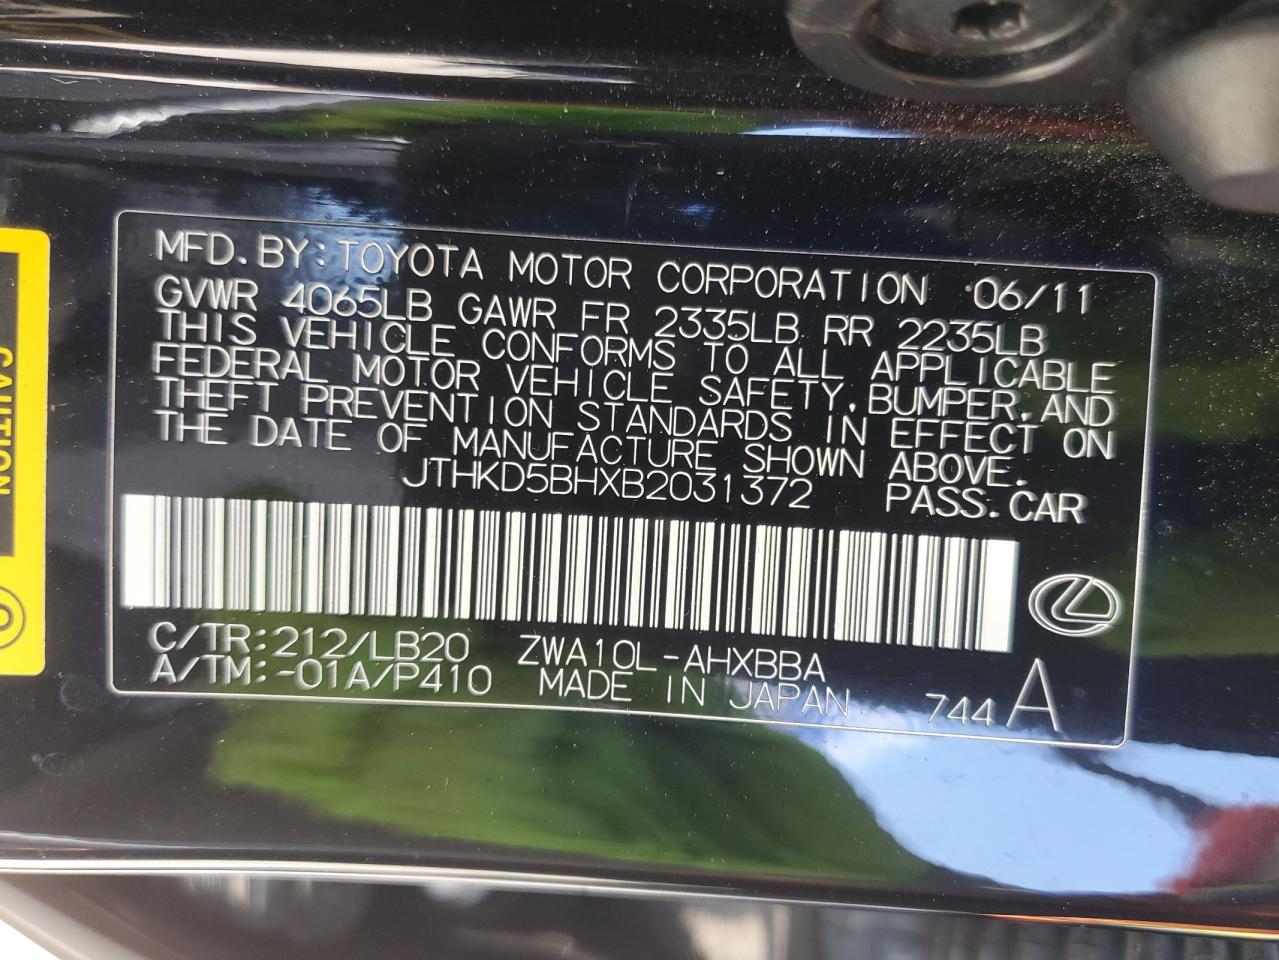 MFD. BY: TOYOTA MOTOR CORPORATION 06/11
GVWR 4065LB GAWR FR 2335LB RR 2235LB
THIS VEHICLE CONFORMS TO ALL APPLICABLE
FEDERAL MOTOR VEHICLE SAFETY, BUMPER, AND
THEFT PREVENTION STANDARDS IN EFFECT ON
THE DATE OF MANUFACTURE SHOWN ABOVE.
JTHKD5BHXB2031372 PASS. CAR
C/TR:212/LB20 ZWA10L-AHXBBA
A/TM:-01A/P410 MADE IN JAPAN 744 A
CAUTION